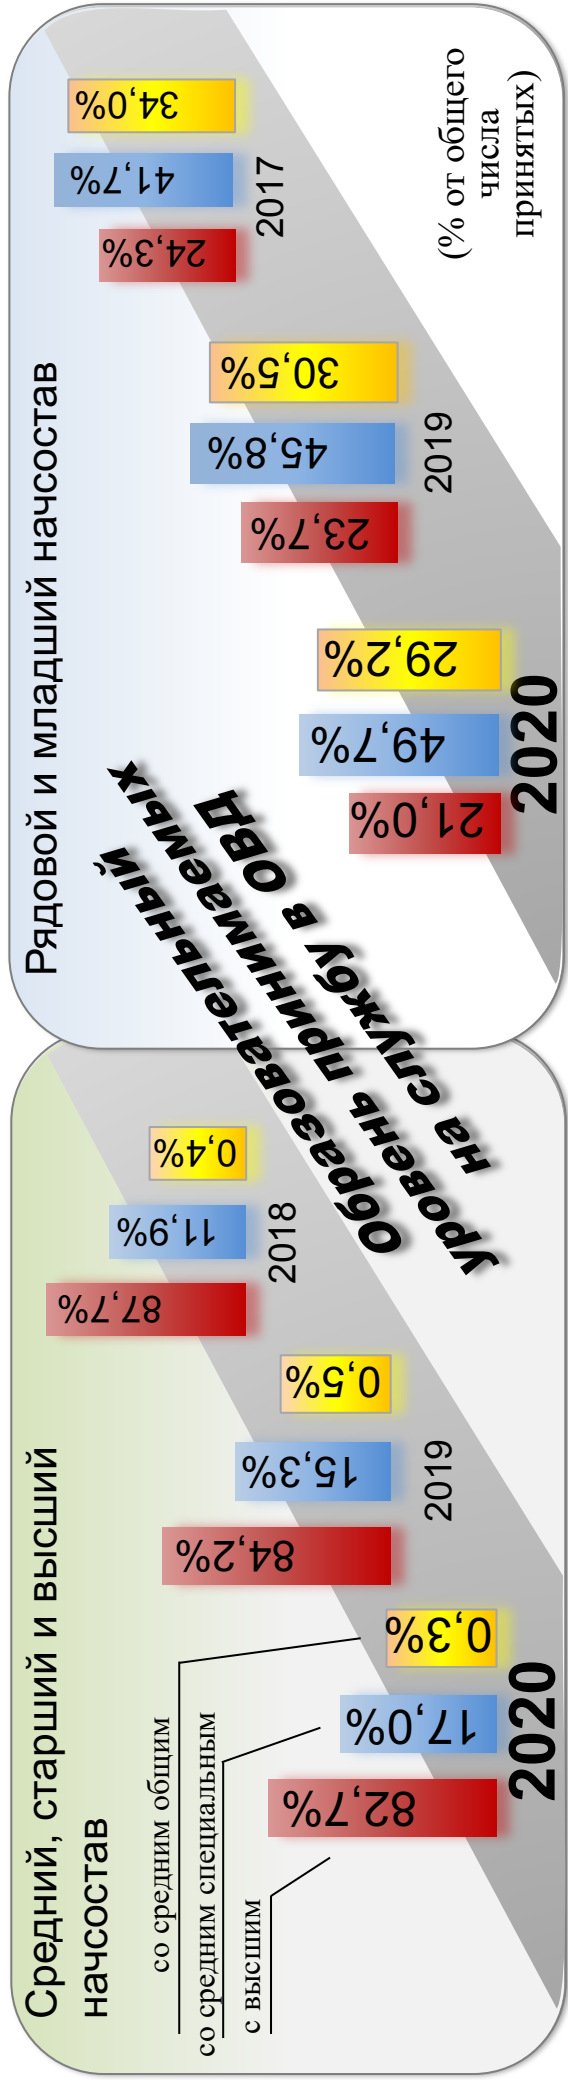 Средний, старший и высший
начсостав
со средним общим
со средним специальным
с высшим
82,7%
17,0%
0,3%
2020
84,2%
15,3%
0,5%
2019
87,7%
11,9%
0,4%
2018
Образовательный
уровень принимаемых
на службу в ОВД
Рядовой и младший начсостав
21,0%
49,7%
29,2%
2020
23,7%
45,8%
30,5%
2019
24,3%
41,7%
34,0%
2017
(% от общего
числа
принятых)